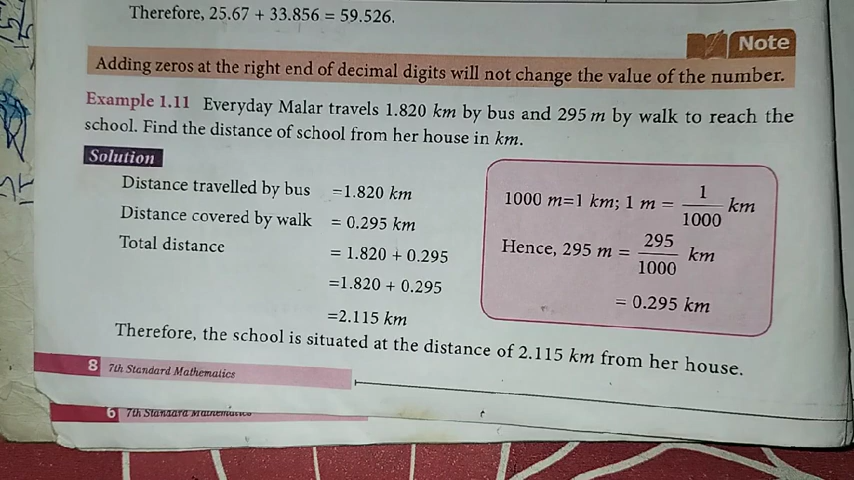 Therefore, 25.67 + 33.856 = 59.526.
Note
Adding zeros at the right end of decimal digits will not change the value of the number.
Example 1.11 Everyday Malar travels 1.820 km by bus and 295 m by walk to reach the
school. Find the distance of school from her house in km.
Solution
Distance travelled by bus =1.820 km
Distance covered by walk = 0.295 km
Total distance = 1.820 + 0.295
=1.820 + 0.295
=2.115 km
1000 m=1 km; 1 m = 1/1000 km
Hence, 295 m = 295/1000 km
= 0.295 km
Therefore, the school is situated at the distance of 2.115 km from her house.
8 7th Standard Mathematics
6 7th Standard Mathematics